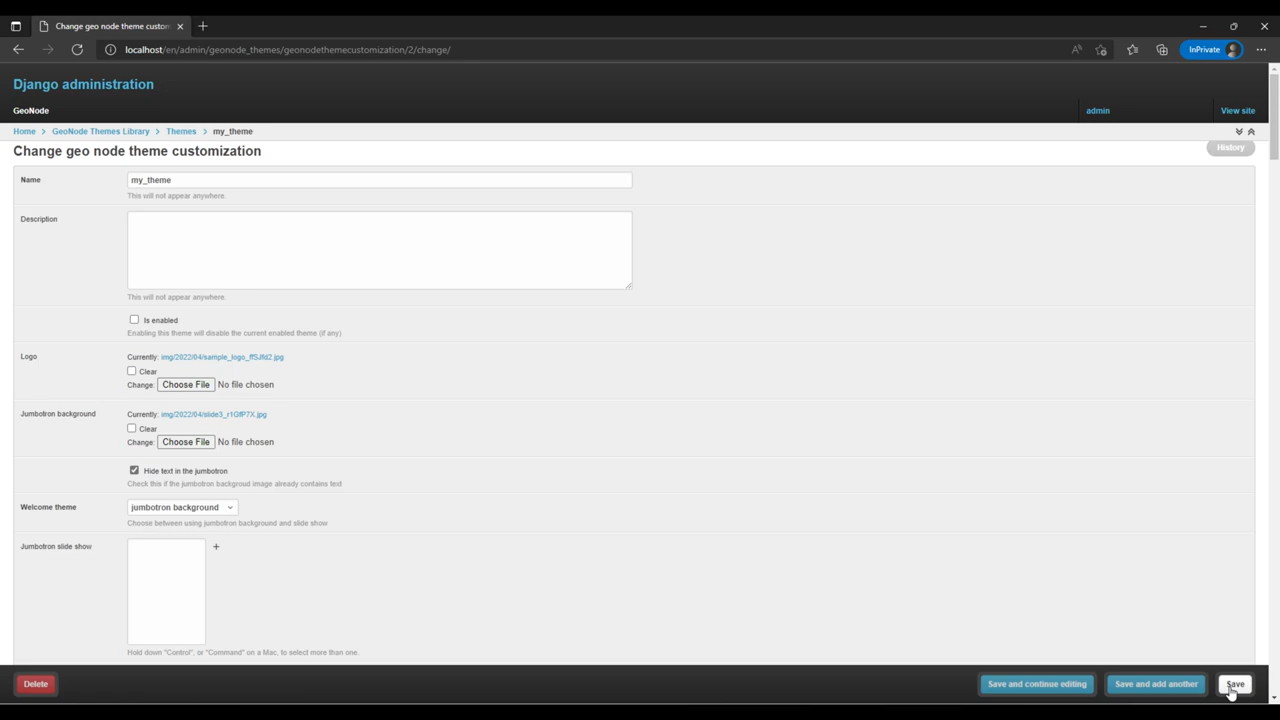 Change geo node theme custom
localhost/en/admin/geonode_themes/geonodethemecustomization/2/change/
InPrivate
Django administration
GeoNode
admin
View site
Home > GeoNode Themes Library > Themes > my_theme
Change geo node theme customization
History
Name
my_theme
This will not appear anywhere.
Description
This will not appear anywhere.
Is enabled
Enabling this theme will disable the current enabled theme (if any)
Logo
Currently: img/2022/04/sample_logo_ffSJfd2.jpg
Clear
Change: Choose File No file chosen
Jumbotron background
Currently: img/2022/04/slide3_r1GfP7X.jpg
Clear
Change: Choose File No file chosen
Hide text in the jumbotron
Check this if the jumbotron backgroud image already contains text
Welcome theme
jumbotron background
Choose between using jumbotron background and slide show
Jumbotron slide show
+
Hold down "Control", or "Command" on a Mac, to select more than one.
Delete
Save and continue editing
Save and add another
Save